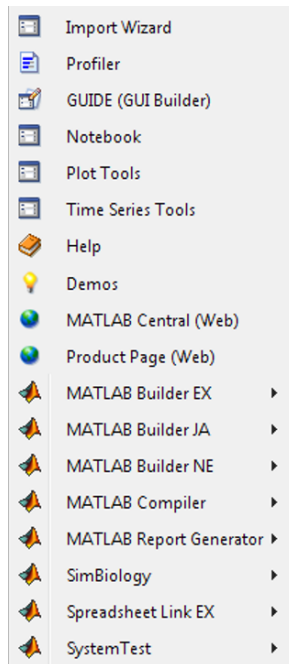 Import Wizard
Profiler
GUIDE (GUI Builder)
Notebook
Plot Tools
Time Series Tools
Help
Demos
MATLAB Central (Web)
Product Page (Web)
MATLAB Builder EX
MATLAB Builder JA
MATLAB Builder NE
MATLAB Compiler
MATLAB Report Generator
SimBiology
Spreadsheet Link EX
SystemTest